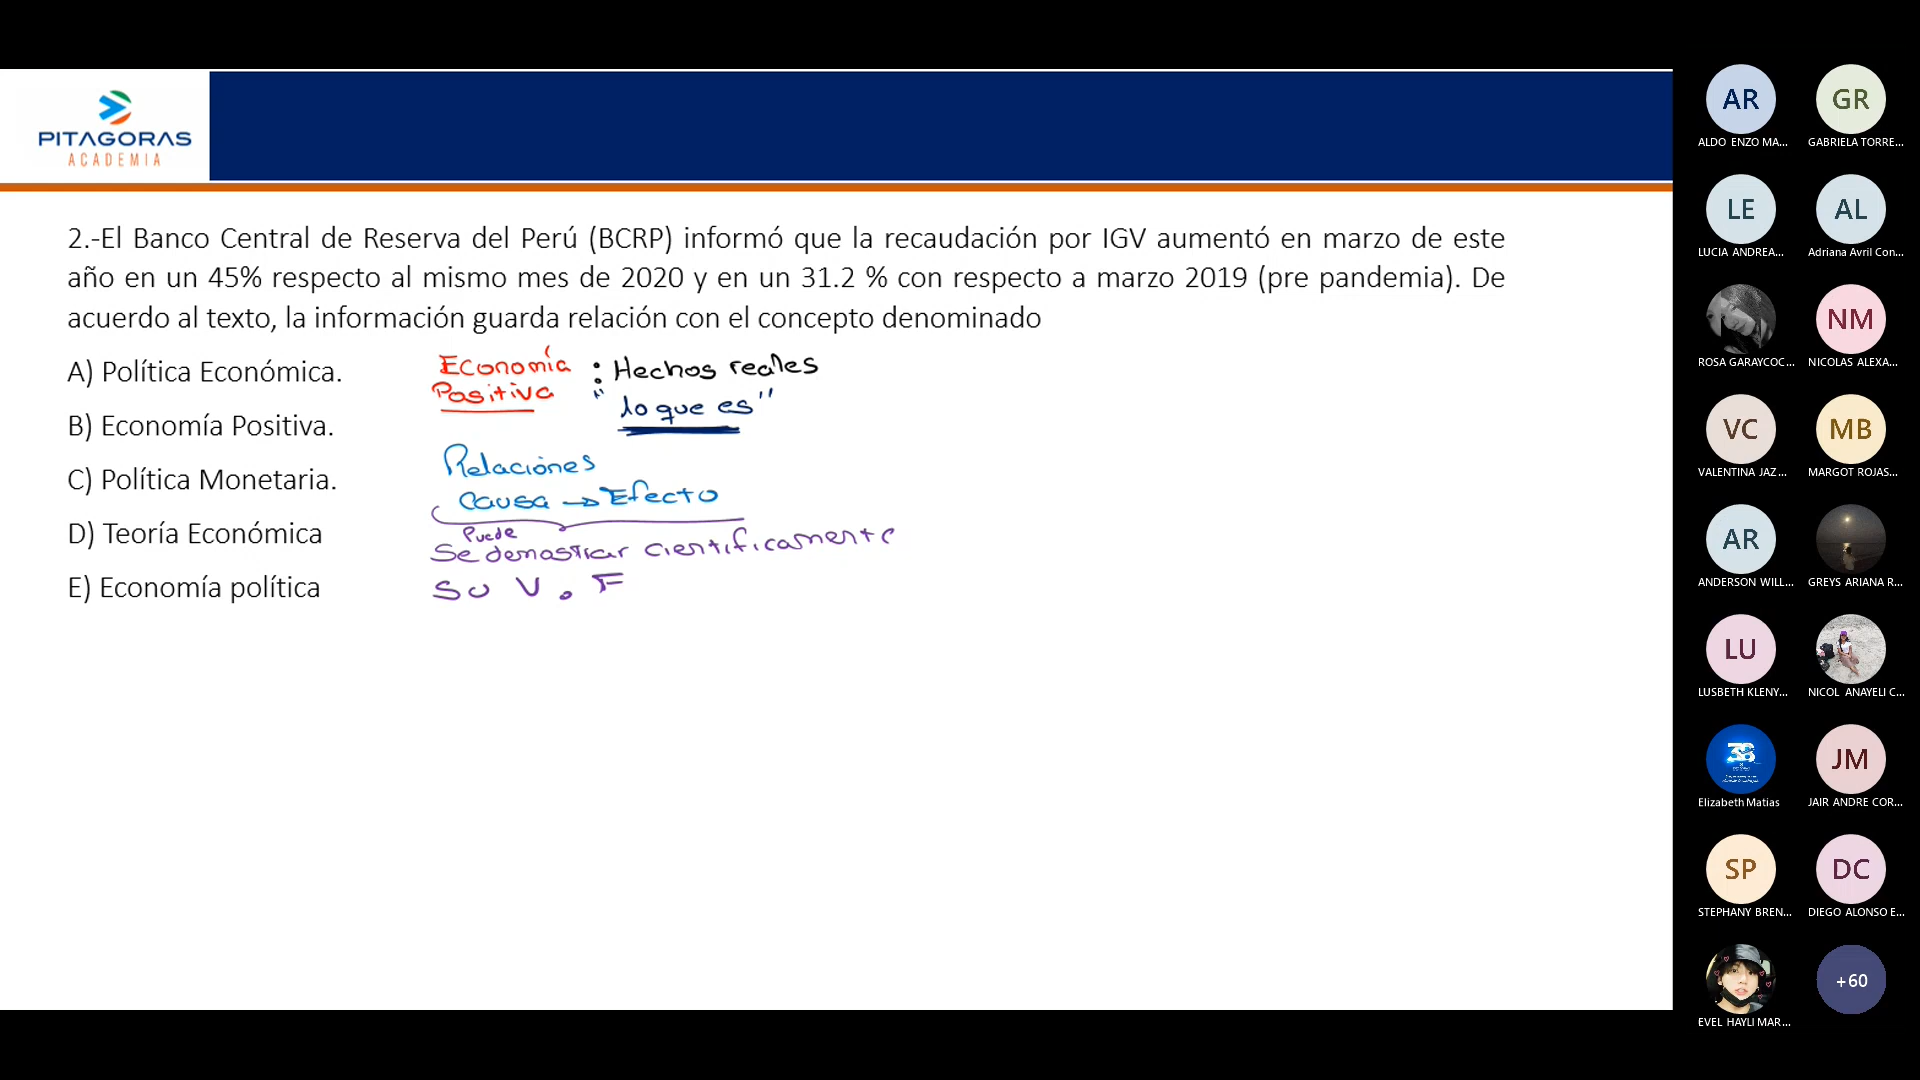 PITAGORAS
ACADEMIA
2.-El Banco Central de Reserva del Perú (BCRP) informó que la recaudación por IGV aumentó en marzo de este
año en un 45% respecto al mismo mes de 2020 y en un 31.2 % con respecto a marzo 2019 (pre pandemia). De
acuerdo al texto, la información guarda relación con el concepto denominado
A) Política Económica.
B) Economía Positiva.
C) Política Monetaria.
D) Teoría Económica
E) Economía política
Economía : Hechos reales
Positiva " lo que es"
Relaciones
Causa → Efecto
Puede
Se demostrar cientificamente
su V o F
AR
GR
ALDO ENZO MA...
GABRIELA TORRE...
LE
AL
LUCIA ANDREA...
Adriana Avril Con...
NM
ROSA GARAYCOC...
NICOLAS ALEXA...
VC
MB
VALENTINA JAZ...
MARGOT ROJAS...
AR
ANDERSON WILL...
GREYS ARIANA R...
LU
LUSBETH KLENY...
NICOL ANAYELI C...
38
JM
Elizabeth Matias
JAIR ANDRE COR...
SP
DC
STEPHANY BREN...
DIEGO ALONSO E...
+60
EVEL HAYLI MAR...